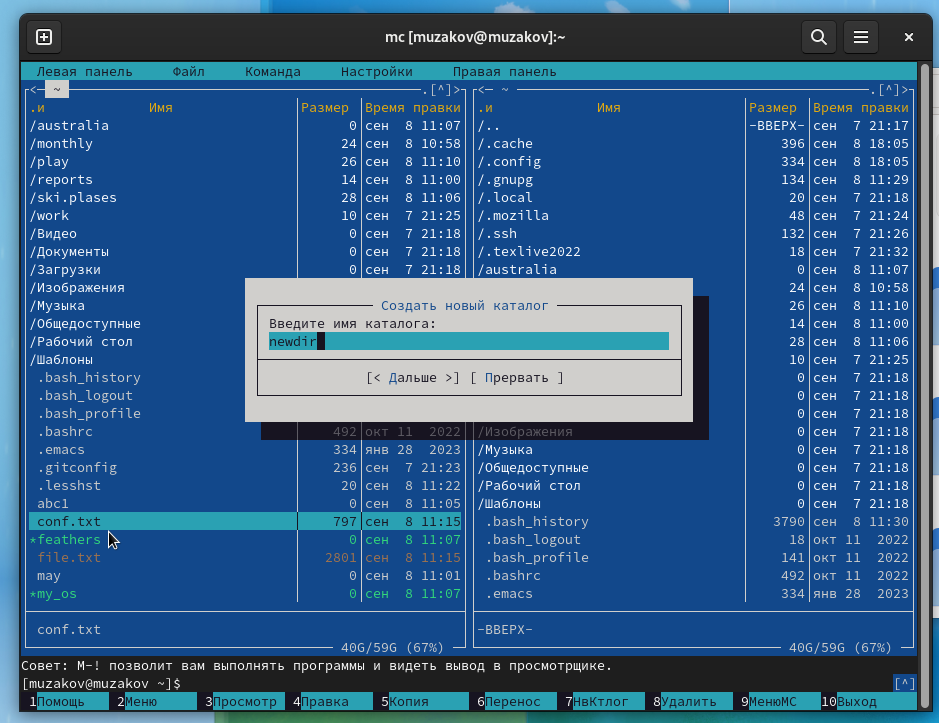 mc [muzakov@muzakov]:~
Левая панель Файл Команда Настройки Правая панель
<─ ~ .[^]> <─ ~ .[^]>
.и Имя Размер Время правки .и Имя Размер Время правки
/australia 0 сен 8 11:07 /.. -ВВЕРХ- сен 7 21:17
/monthly 24 сен 8 10:58 /.cache 396 сен 8 18:05
/play 26 сен 8 11:10 /.config 334 сен 8 18:05
/reports 14 сен 8 11:00 /.gnupg 134 сен 8 11:29
/ski.plases 28 сен 8 11:06 /.local 20 сен 7 21:18
/work 10 сен 7 21:25 /.mozilla 48 сен 7 21:24
/Видео 0 сен 7 21:18 /.ssh 132 сен 7 21:26
/Документы 0 сен 7 21:18 /.texlive2022 18 сен 7 21:32
/Загрузки 0 сен 7 21:18 /australia 0 сен 8 11:07
/Изображения 24 сен 8 10:58
/Музыка Создать новый каталог 26 сен 8 11:10
/Общедоступные Введите имя каталога: 14 сен 8 11:00
/Рабочий стол newdir 28 сен 8 11:06
/Шаблоны 10 сен 7 21:25
.bash_history [< Дальше >] [ Прервать ] 0 сен 7 21:18
.bash_logout 0 сен 7 21:18
.bash_profile 0 сен 7 21:18
.bashrc 492 окт 11 2022 /Изображения 0 сен 7 21:18
.emacs 334 янв 28 2023 /Музыка 0 сен 7 21:18
.gitconfig 236 сен 7 21:23 /Общедоступные 0 сен 7 21:18
.lesshst 20 сен 8 11:22 /Рабочий стол 0 сен 7 21:18
abc1 0 сен 8 11:05 /Шаблоны 0 сен 7 21:18
conf.txt 797 сен 8 11:15 .bash_history 3790 сен 8 11:30
*feathers 0 сен 8 11:07 .bash_logout 18 окт 11 2022
file.txt 2801 сен 8 11:15 .bash_profile 141 окт 11 2022
may 0 сен 8 11:01 .bashrc 492 окт 11 2022
*my_os 0 сен 8 11:07 .emacs 334 янв 28 2023
conf.txt -ВВЕРХ-
40G/59G (67%) 40G/59G (67%)
Совет: M-! позволит вам выполнять программы и видеть вывод в просмотрщике.
[muzakov@muzakov ~]$ [^]
1Помощь 2Меню 3Просмотр 4Правка 5Копия 6Перенос 7НвКтлог 8Удалить 9МенюМС 10Выход